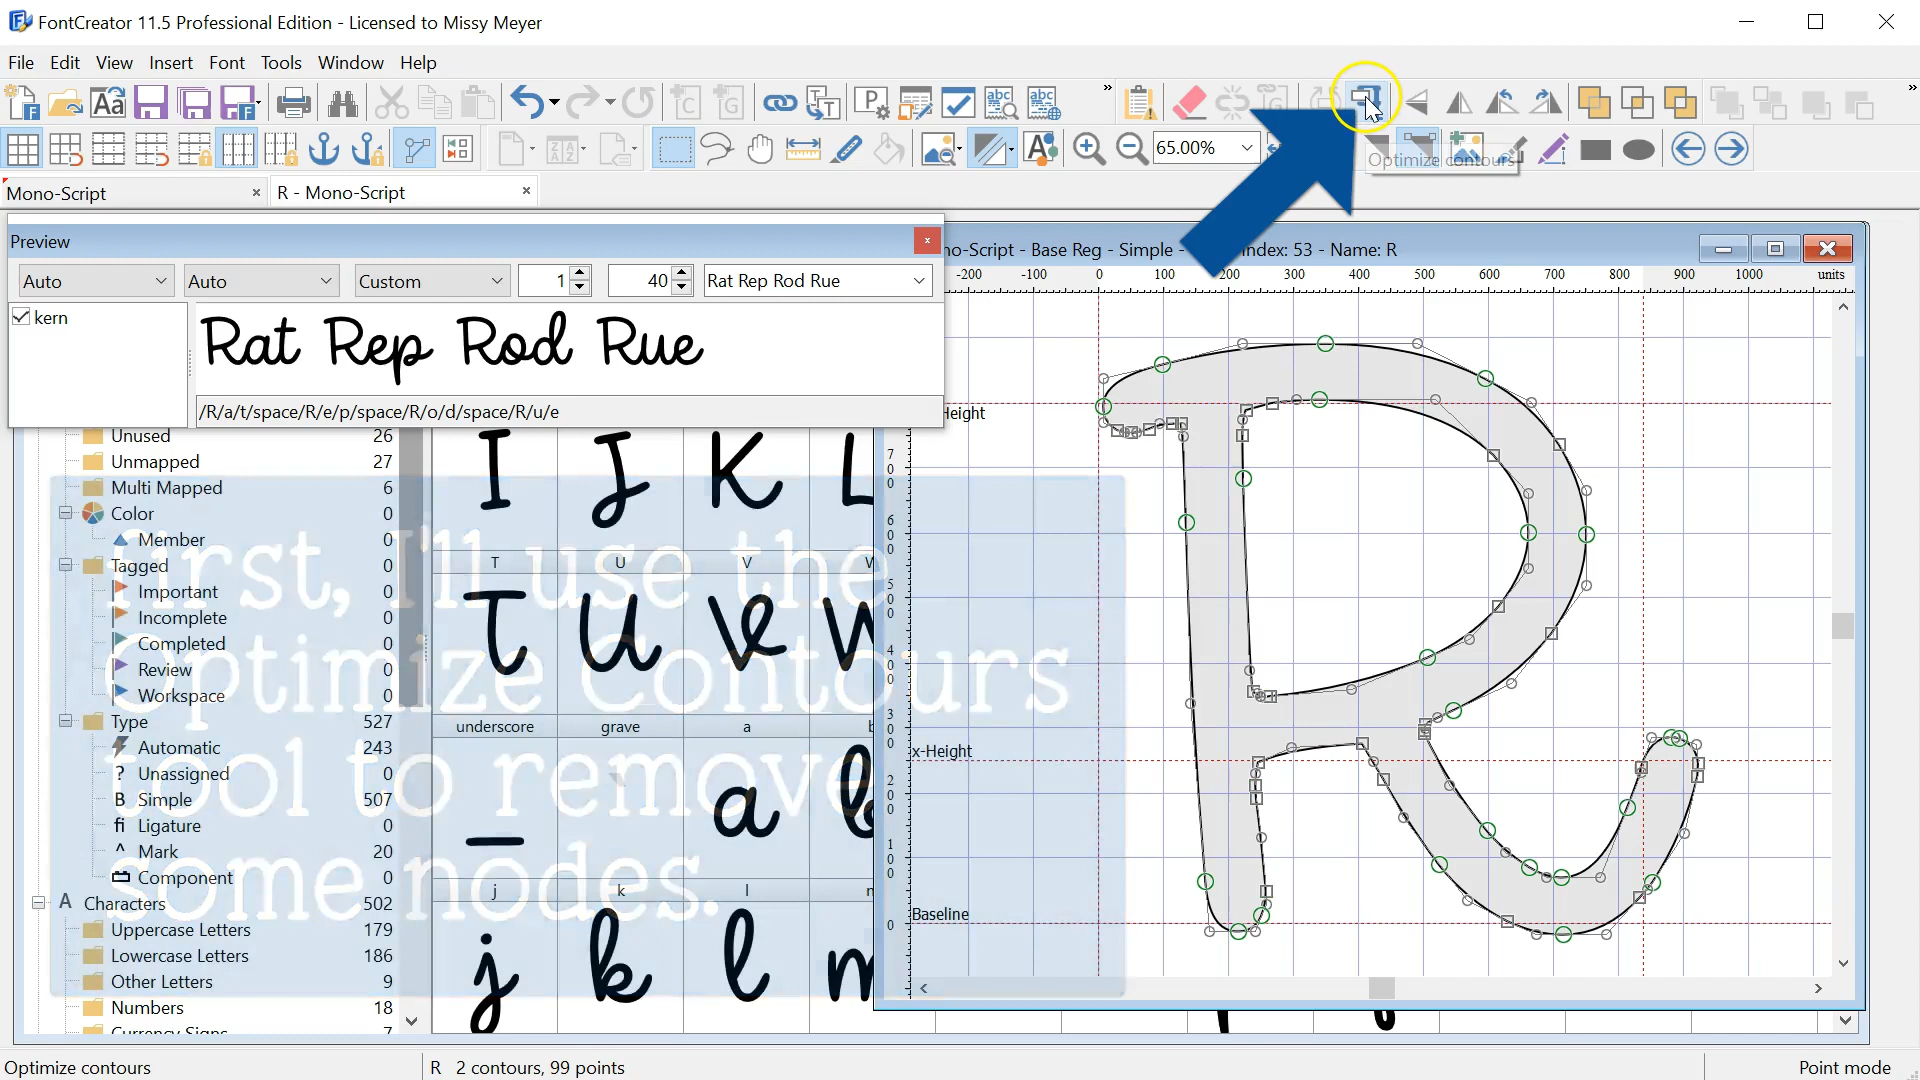 FontCreator 11.5 Professional Edition - Licensed to Missy Meyer
File Edit View Insert Font Tools Window Help
65.00%
Optimize contours
Mono-Script
R - Mono-Script
Preview
no-Script - Base Reg - Simple - ndex: 53 - Name: R
Auto Auto Custom 1 40 Rat Rep Rod Rue
-200 -100 0 100 200 300 400 500 600 700 800 900 1000 units
kern
Rat Rep Rod Rue
/R/a/t/space/R/e/p/space/R/o/d/space/R/u/e
Height
Unused 26
Unmapped 27
Multi Mapped 6
Color 0
Member 0
Tagged 0
Important 0
Incomplete 0
Completed 0
Review 0
Workspace 0
Type 527
Automatic 243
Unassigned 0
Simple 507
Ligature 0
Mark 20
Component 0
Characters 502
Uppercase Letters 179
Lowercase Letters 186
Other Letters 9
Numbers 18
Currency Signs 7
I J K L
T U V W
T U V W
underscore grave a b
_ a b
j k l m
j k l m
First, I'll use the
Optimize Contours
tool to remove
some nodes.
x-Height
Baseline
Optimize contours
R 2 contours, 99 points
Point mode